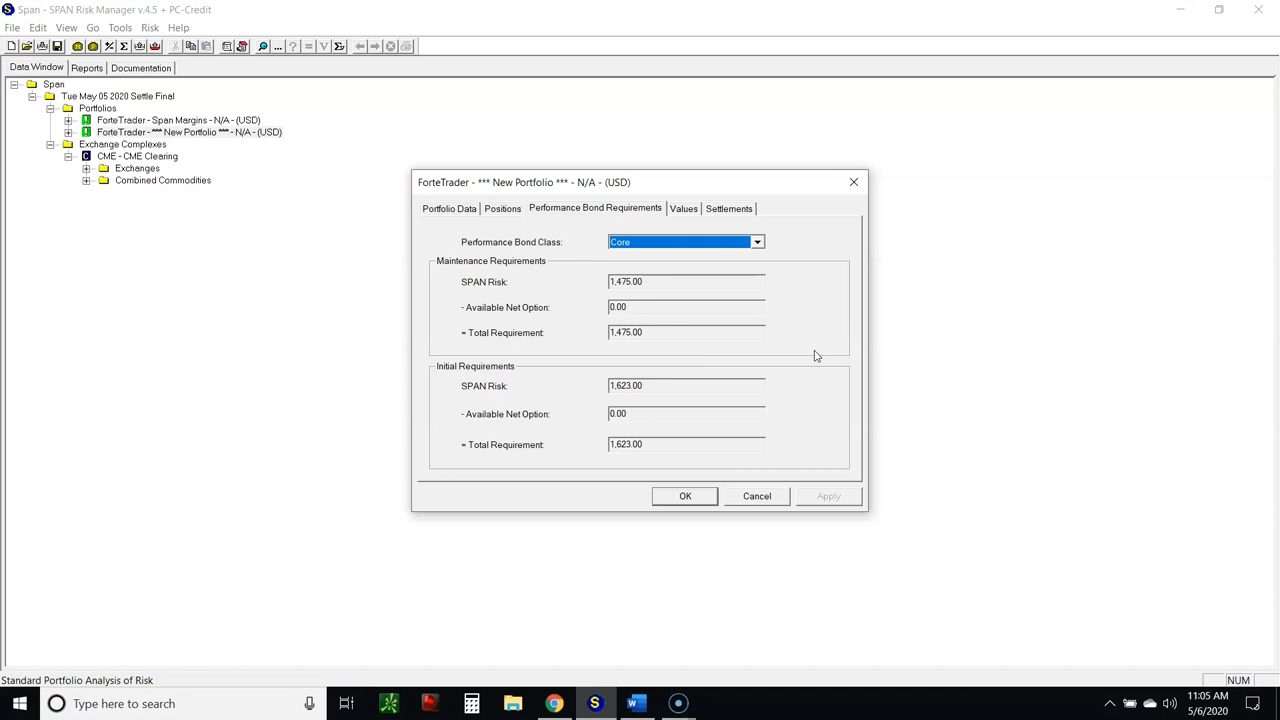 Span - SPAN Risk Manager v.4.5 + PC-Credit
File Edit View Go Tools Risk Help
Data Window Reports Documentation
Span
Tue May 05 2020 Settle Final
Portfolios
ForteTrader - Span Margins - N/A - (USD)
ForteTrader - *** New Portfolio *** - N/A - (USD)
Exchange Complexes
CME - CME Clearing
Exchanges
Combined Commodities
ForteTrader - *** New Portfolio *** - N/A - (USD)
Portfolio Data Positions Performance Bond Requirements Values Settlements
Performance Bond Class: Core
Maintenance Requirements
SPAN Risk: 1,475.00
- Available Net Option: 0.00
= Total Requirement: 1,475.00
Initial Requirements
SPAN Risk: 1,623.00
- Available Net Option: 0.00
= Total Requirement: 1,623.00
OK Cancel Apply
Standard Portfolio Analysis of Risk NUM
Type here to search
11:05 AM
5/6/2020